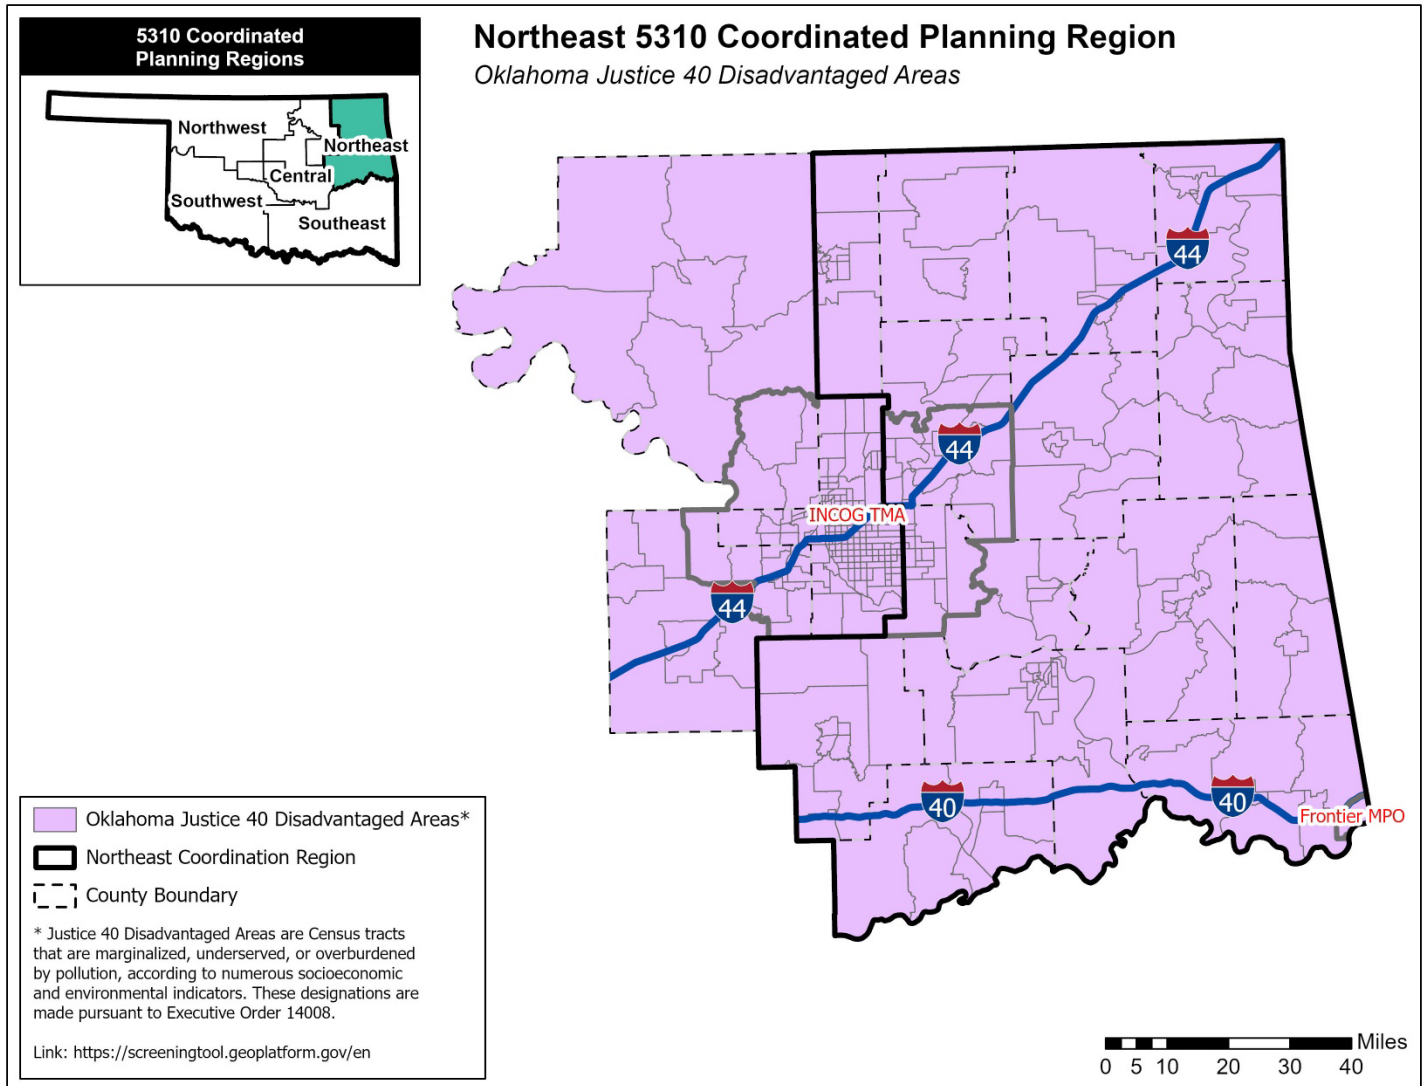 5310 Coordinated
Planning Regions
Northwest
Northeast
Central
Southwest
Southeast
Northeast 5310 Coordinated Planning Region
Oklahoma Justice 40 Disadvantaged Areas
44
44
INCOG TMA
44
40
40
Frontier MPO
Oklahoma Justice 40 Disadvantaged Areas*
Northeast Coordination Region
County Boundary
* Justice 40 Disadvantaged Areas are Census tracts
that are marginalized, underserved, or overburdened
by pollution, according to numerous socioeconomic
and environmental indicators. These designations are
made pursuant to Executive Order 14008.
Link: https://screeningtool.geoplatform.gov/en
Miles
0 5 10 20 30 40